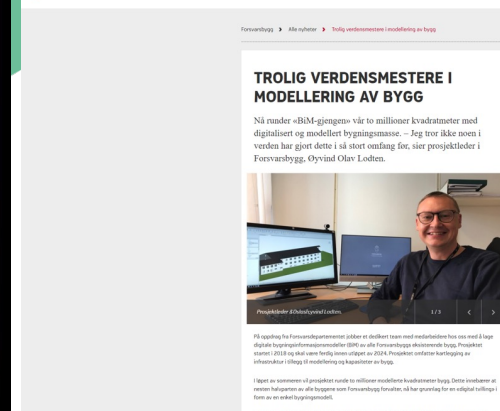 Forsvarsbygg > Alle nyheter > Trolig verdensmestere i modellering av bygg
TROLIG VERDENSMESTERE I
MODELLERING AV BYGG
Nå runder «BiM-gjengen» vår to millioner kvadratmeter med
digitalisert og modellert bygningsmasse. – Jeg tror ikke noen i
verden har gjort dette i så stort omfang før, sier prosjektleder i
Forsvarsbygg, Øyvind Olav Lodten.
Prosjektleder Lodten.
1 / 3
På oppdrag fra Forsvarsdepartementet jobber et dedikert team med medarbeidere hos oss med å lage
digitale bygningsinformasjonsmodeller (BIM) av alle Forsvarsbyggs eksisterende bygg. Prosjektet
startet i 2018 og skal være ferdig innen utløpet av 2024. Prosjektet omfatter kartlegging av
infrastruktur i tillegg til modellering og kapasiteter av bygg.
I løpet av sommeren vil prosjektet runde to millioner modellerte kvadratmeter bygg. Dette innebærer at
nesten halvparten av alle byggene som Forsvarsbygg forvalter, nå har grunnlag for en «digital tvilling» i
form av en enkel bygningsmodell.